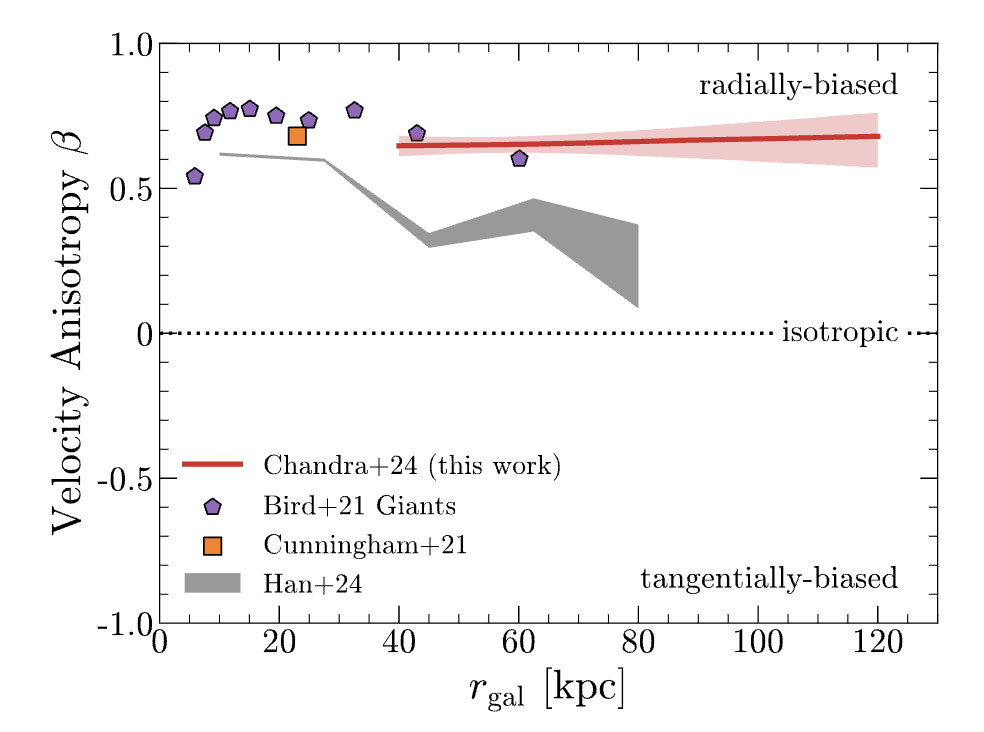 1.0
0.5
0
-0.5
-1.0
Velocity Anisotropy β
radially-biased
isotropic
Chandra+24 (this work)
Bird+21 Giants
Cunningham+21
Han+24
tangentially-biased
0 20 40 60 80 100 120
r_gal [kpc]